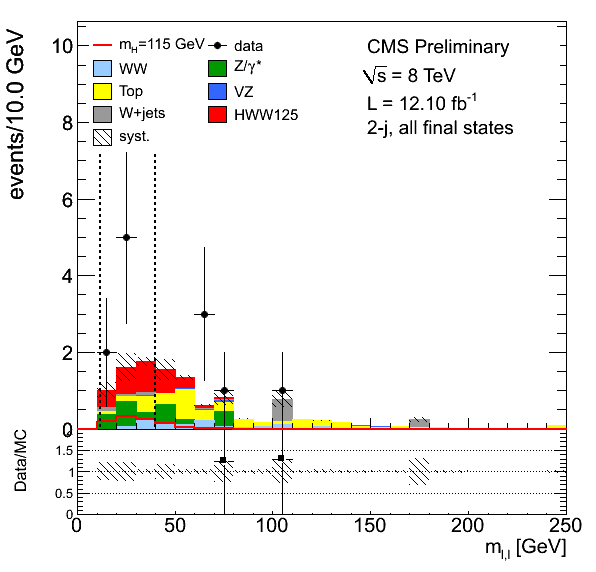 events/10.0 GeV
10
8
6
4
2
0
m_H=115 GeV
data
WW
Z/γ*
Top
VZ
W+jets
HWW125
syst.
CMS Preliminary
√s = 8 TeV
L = 12.10 fb⁻¹
2-j, all final states
Data/MC
1.5
1
0.5
0
0 50 100 150 200 250
m_l,l [GeV]